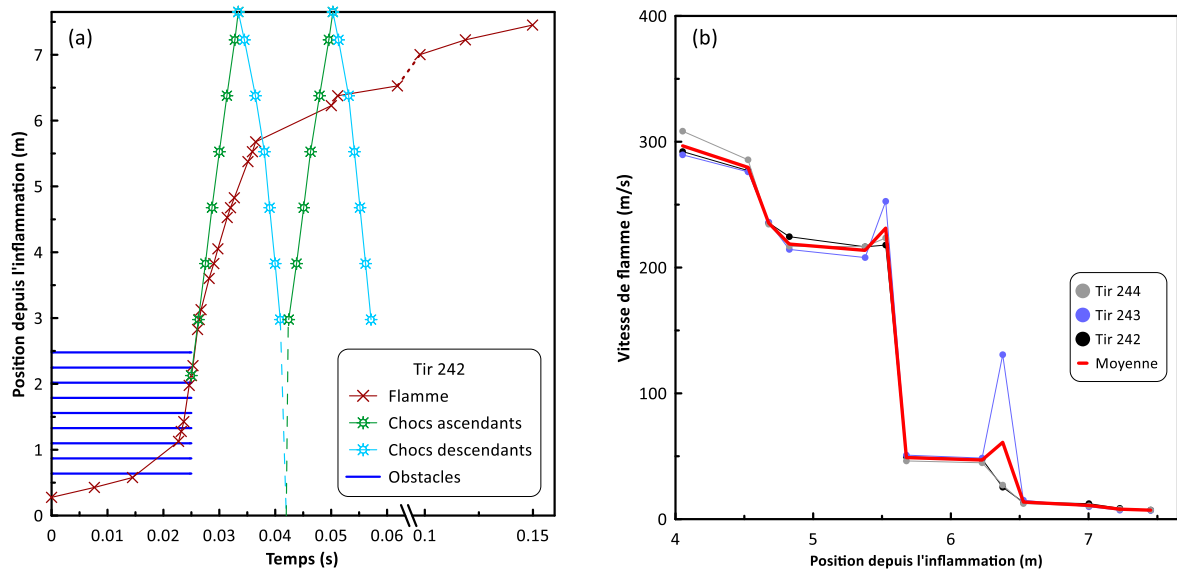 (a)
Position depuis l'inflammation (m)
7
6
5
4
3
2
1
0
Tir 242
Flamme
Chocs ascendants
Chocs descendants
Obstacles
0 0.01 0.02 0.03 0.04 0.05 0.06 0.1 0.15
Temps (s)
(b)
Vitesse de flamme (m/s)
400
300
200
100
0
Tir 244
Tir 243
Tir 242
Moyenne
4 5 6 7
Position depuis l'inflammation (m)